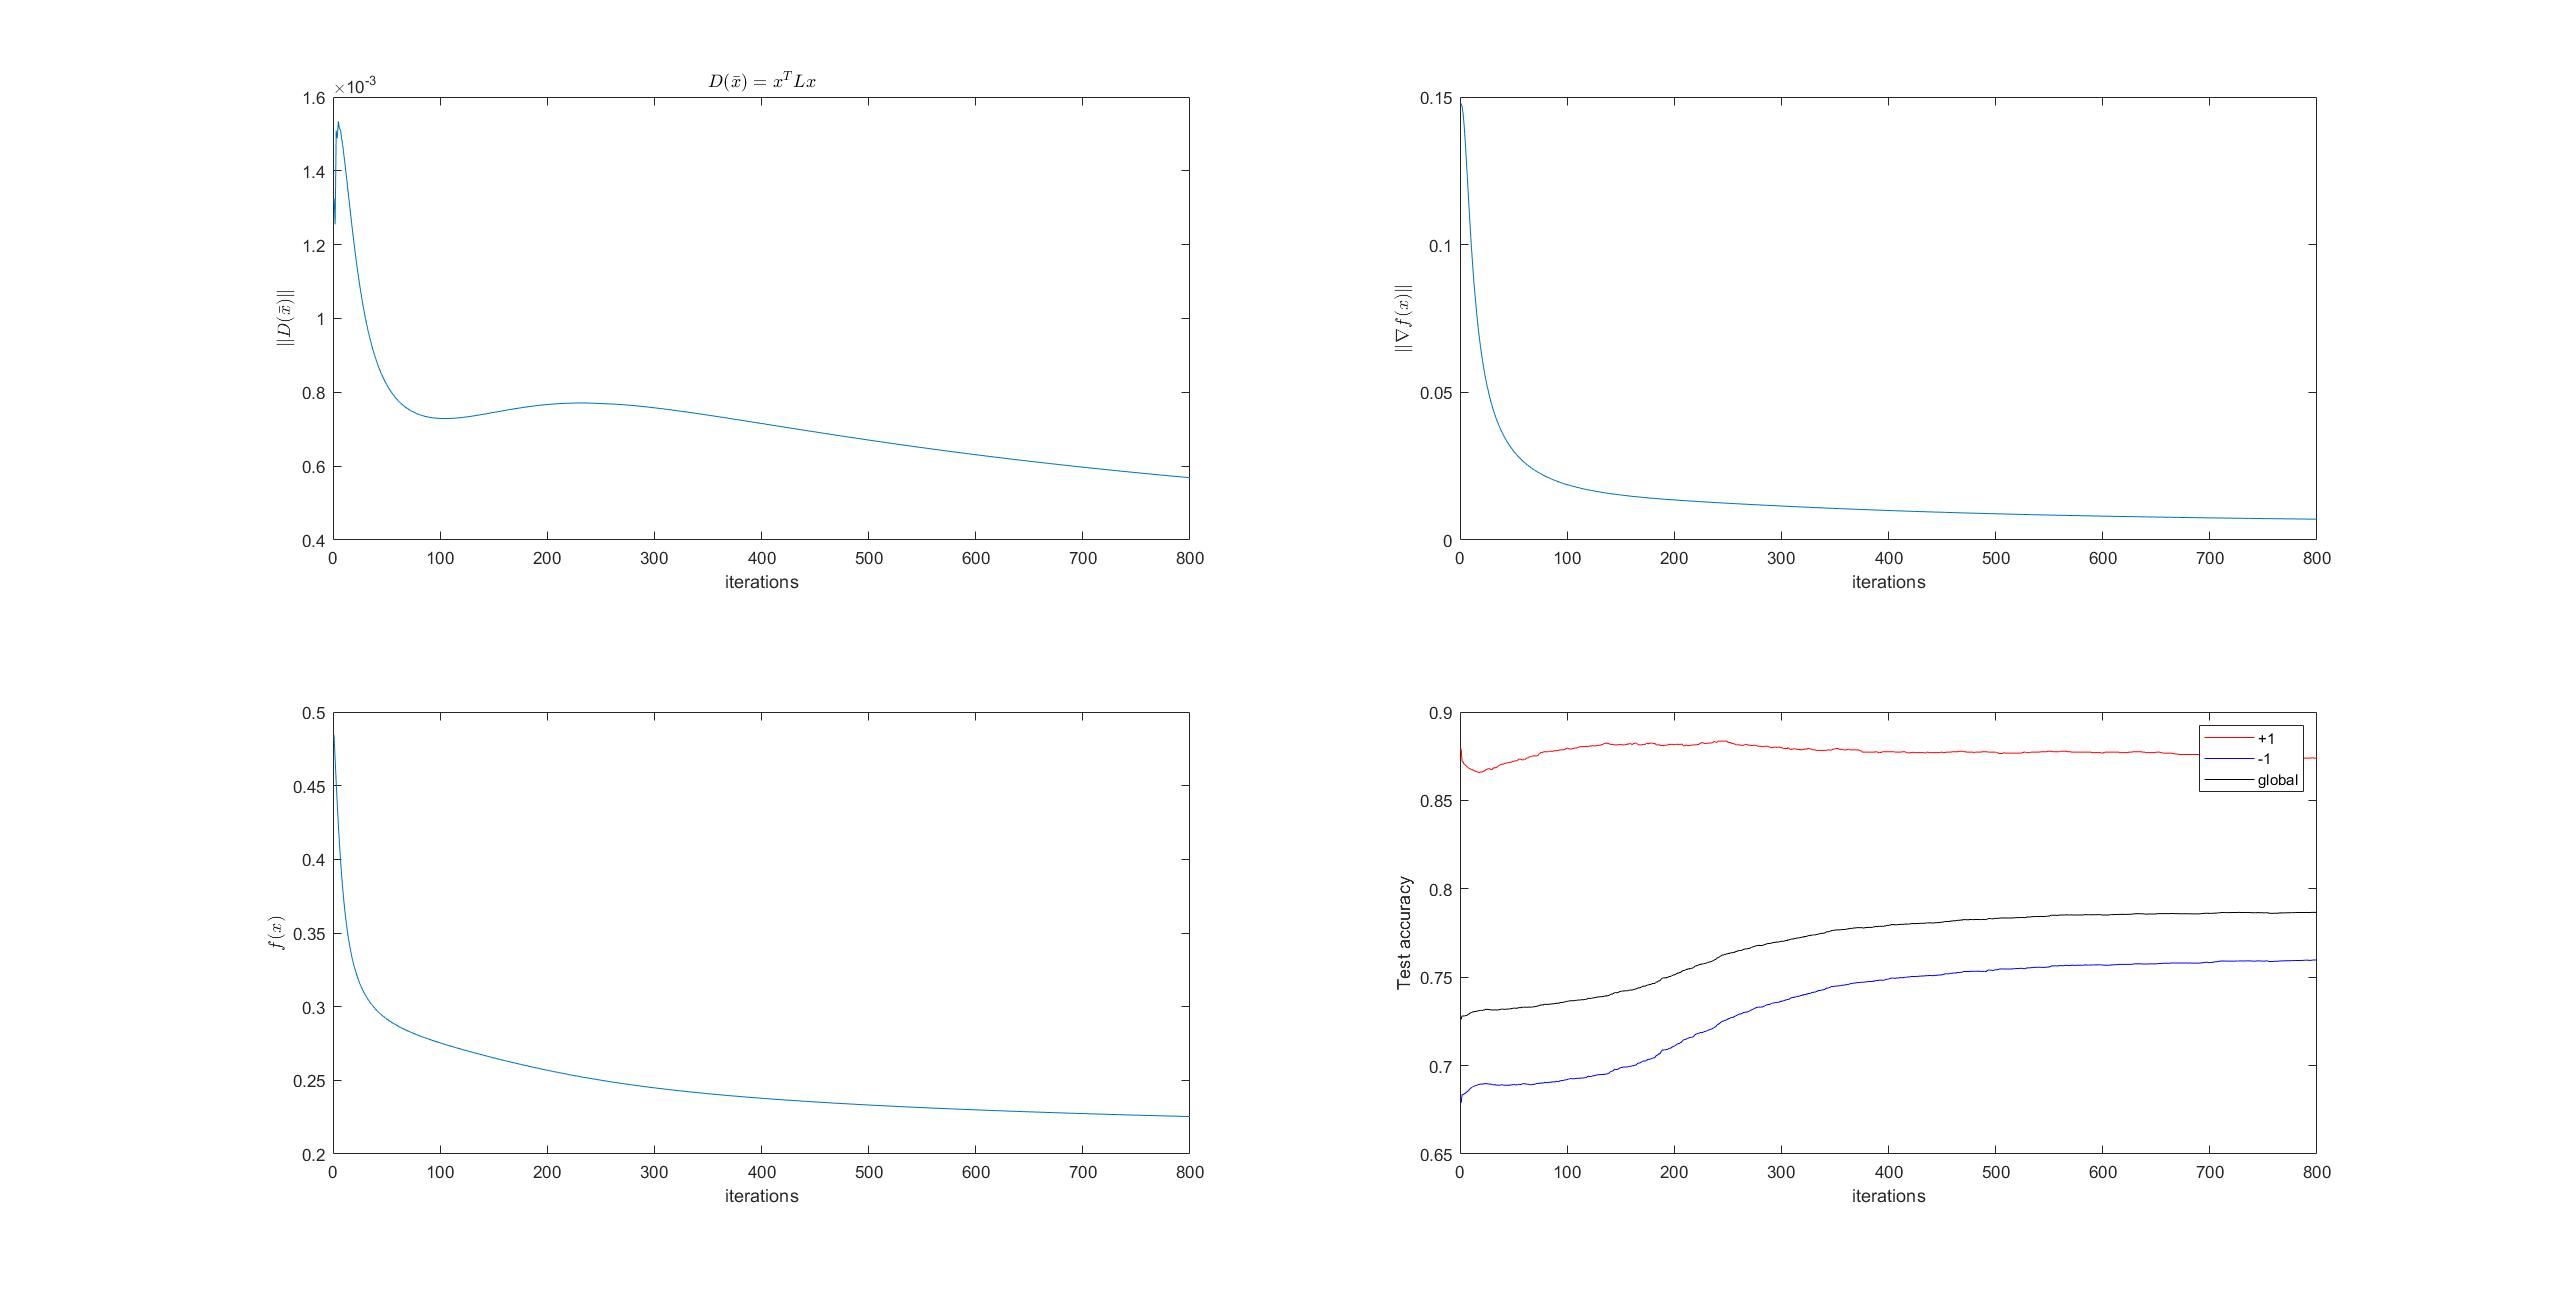 D(x̄) = xᵀLx
×10⁻³
1.6
1.4
1.2
1
0.8
0.6
0.4
||D(x̄)||
0 100 200 300 400 500 600 700 800
iterations
0.15
0.1
0.05
0
||∇f(x)||
0 100 200 300 400 500 600 700 800
iterations
0.5
0.45
0.4
0.35
0.3
0.25
0.2
f(x)
0 100 200 300 400 500 600 700 800
iterations
0.9
0.85
0.8
0.75
0.7
0.65
Test accuracy
+1
-1
global
0 100 200 300 400 500 600 700 800
iterations